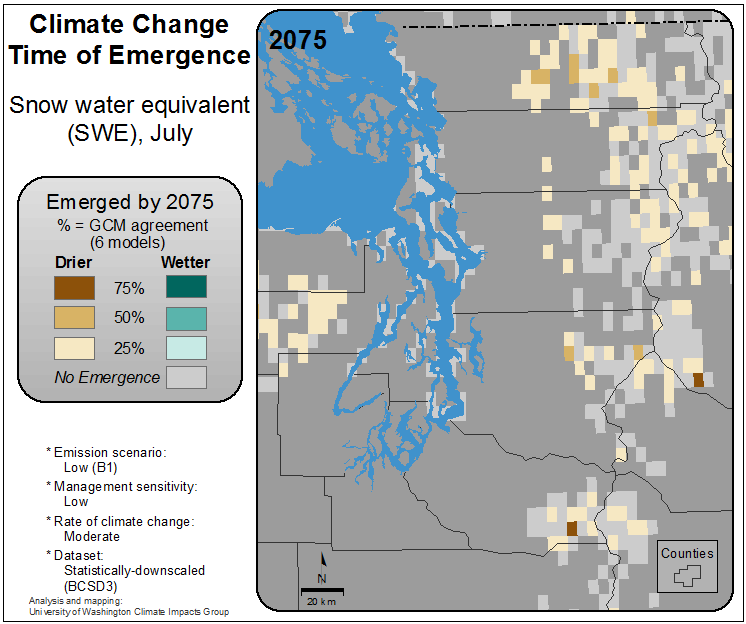 Climate Change
Time of Emergence
Snow water equivalent
(SWE), July
Emerged by 2075
% = GCM agreement
(6 models)
Drier Wetter
75%
50%
25%
No Emergence
* Emission scenario:
Low (B1)
* Management sensitivity:
Low
* Rate of climate change:
Moderate
* Dataset:
Statistically-downscaled
(BCSD3)
Analysis and mapping:
University of Washington Climate Impacts Group
2075
N
20 km
Counties